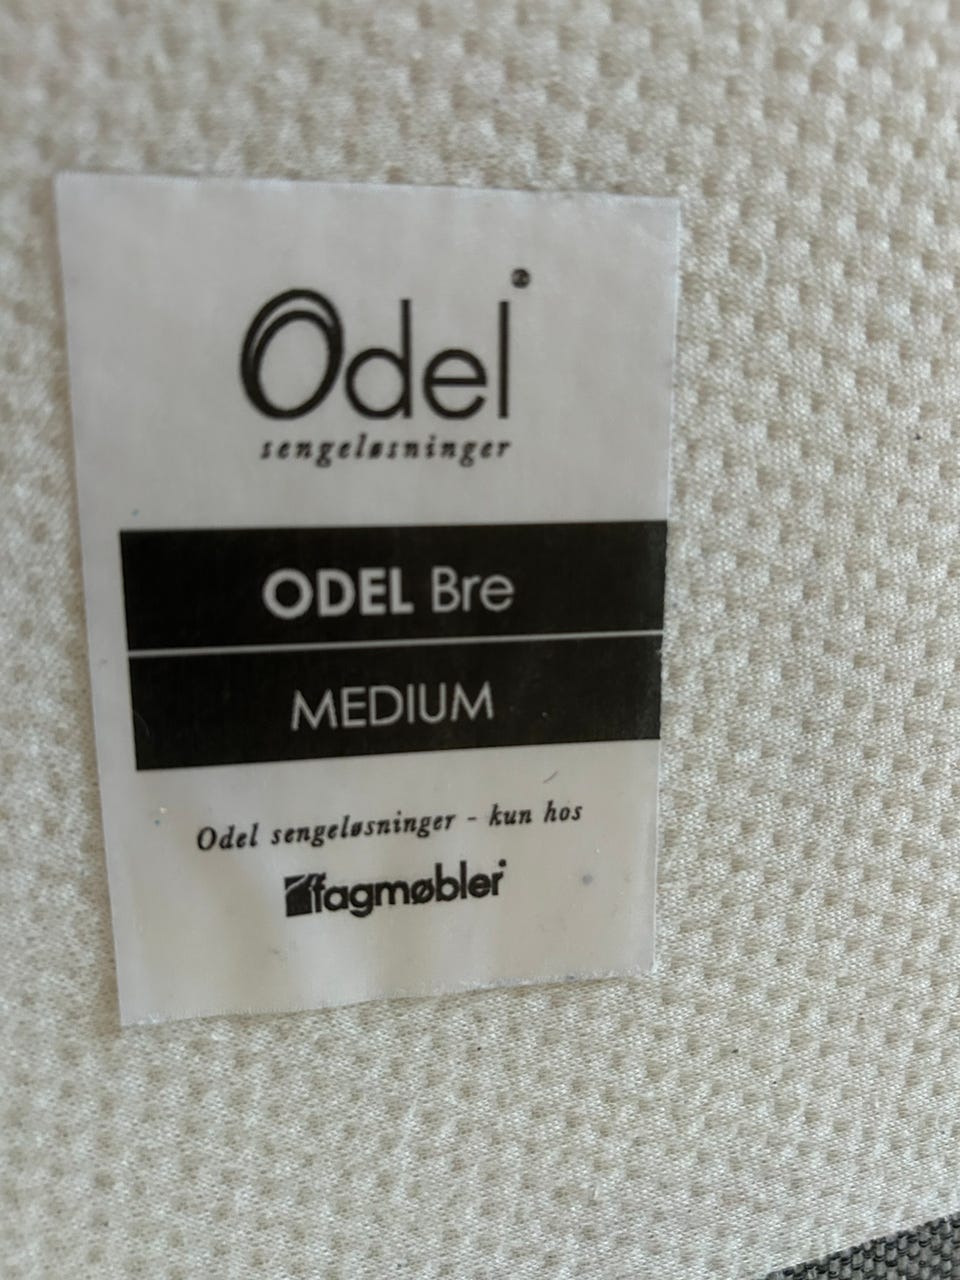 Odel®
sengeløsninger
ODEL Bre
MEDIUM
Odel sengeløsninger - kun hos
fagmøbler